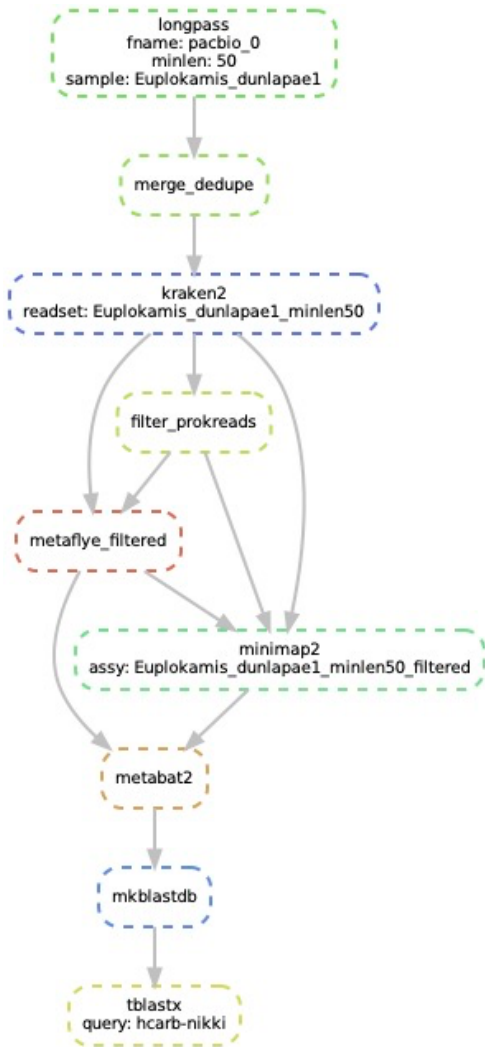 longpass
fname: pacbio_0
minlen: 50
sample: Euplokamis_dunlapae1
merge_dedupe
kraken2
readset: Euplokamis_dunlapae1_minlen50
filter_prokreads
metaflye_filtered
minimap2
assy: Euplokamis_dunlapae1_minlen50_filtered
metabat2
mkblastdb
tblastx
query: hcarb-nikki